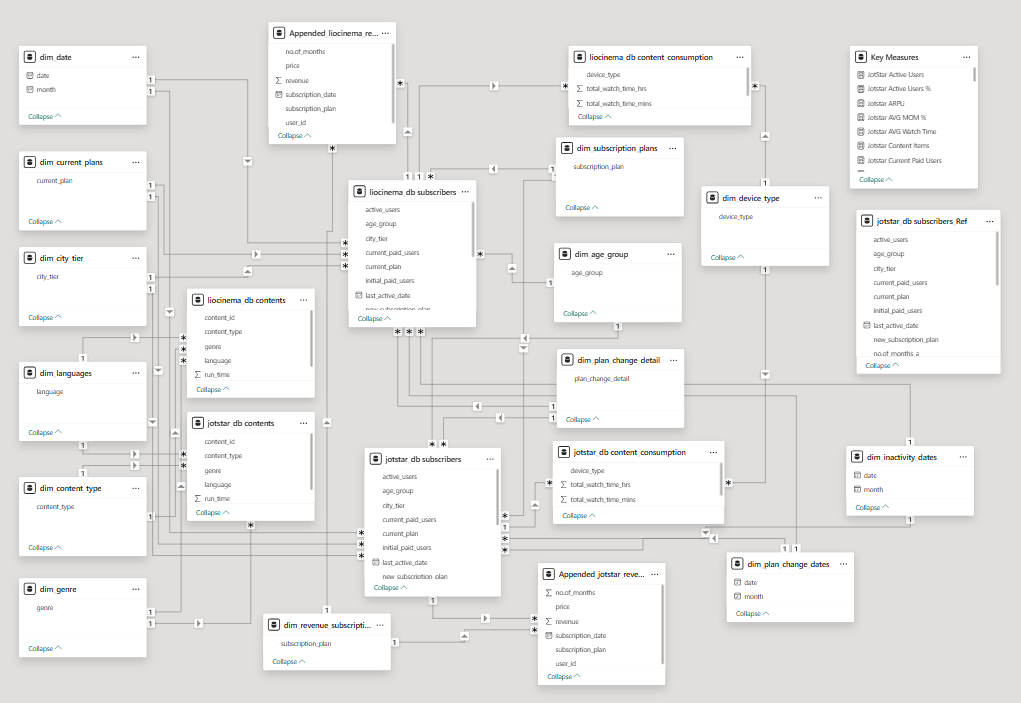 dim_date
date
month
Collapse
Appended_liocinema_re...
no.of_months
price
revenue
subscription_date
subscription_plan
user_id
Collapse
liocinema_db content_consumption
device_type
total_watch_time_hrs
total_watch_time_mins
Collapse
Key Measures
JotStar Active Users
Jotstar Active Users %
Jotstar ARPU
Jotstar AVG MOM %
Jotstar AVG Watch Time
Jotstar Content items
Jotstar Current Paid Users
Collapse
dim_current_plans
current_plan
Collapse
liocinema_db subscribers
active_users
age_group
city_tier
current_paid_users
current_plan
initial_paid_users
last_active_date
new_subscription_plan
Collapse
dim_subscription_plans
subscription_plan
Collapse
dim_device_type
device_type
Collapse
jotstar_db subscribers_Ref
active_users
age_group
city_tier
current_paid_users
current_plan
initial_paid_users
last_active_date
new_subscription_plan
no.of_months_a
Collapse
dim_city_tier
city_tier
Collapse
dim_age_group
age_group
Collapse
liocinema_db contents
content_id
content_type
genre
language
run_time
Collapse
dim_languages
language
Collapse
dim_plan_change_detail
plan_change_detail
Collapse
jotstar_db contents
content_id
content_type
genre
language
run_time
Collapse
jotstar_db subscribers
active_users
age_group
city_tier
current_paid_users
current_plan
initial_paid_users
last_active_date
new_subscription_plan
Collapse
jotstar_db content_consumption
device_type
total_watch_time_hrs
total_watch_time_mins
Collapse
dim_inactivity_dates
date
month
Collapse
dim_content_type
content_type
Collapse
dim_genre
genre
Collapse
dim_revenue_subscripti...
subscription_plan
Collapse
Appended_jotstar_reve...
no.of_months
price
revenue
subscription_date
subscription_plan
user_id
Collapse
dim_plan_change_dates
date
month
Collapse